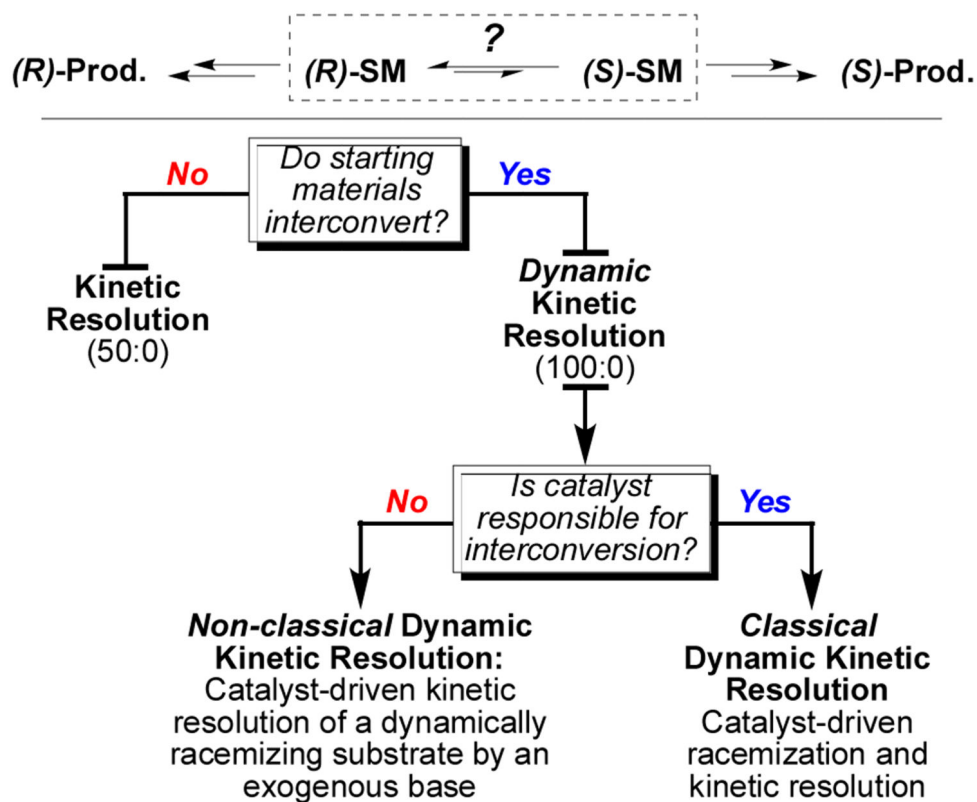 ?
(R)-Prod. (R)-SM (S)-SM (S)-Prod.
Do starting
materials
interconvert?
No
Yes
Kinetic
Resolution
(50:0)
Dynamic
Kinetic
Resolution
(100:0)
Is catalyst
responsible for
interconversion?
No
Yes
Non-classical Dynamic
Kinetic Resolution:
Catalyst-driven kinetic
resolution of a dynamically
racemizing substrate by an
exogenous base
Classical
Dynamic Kinetic
Resolution
Catalyst-driven
racemization and
kinetic resolution